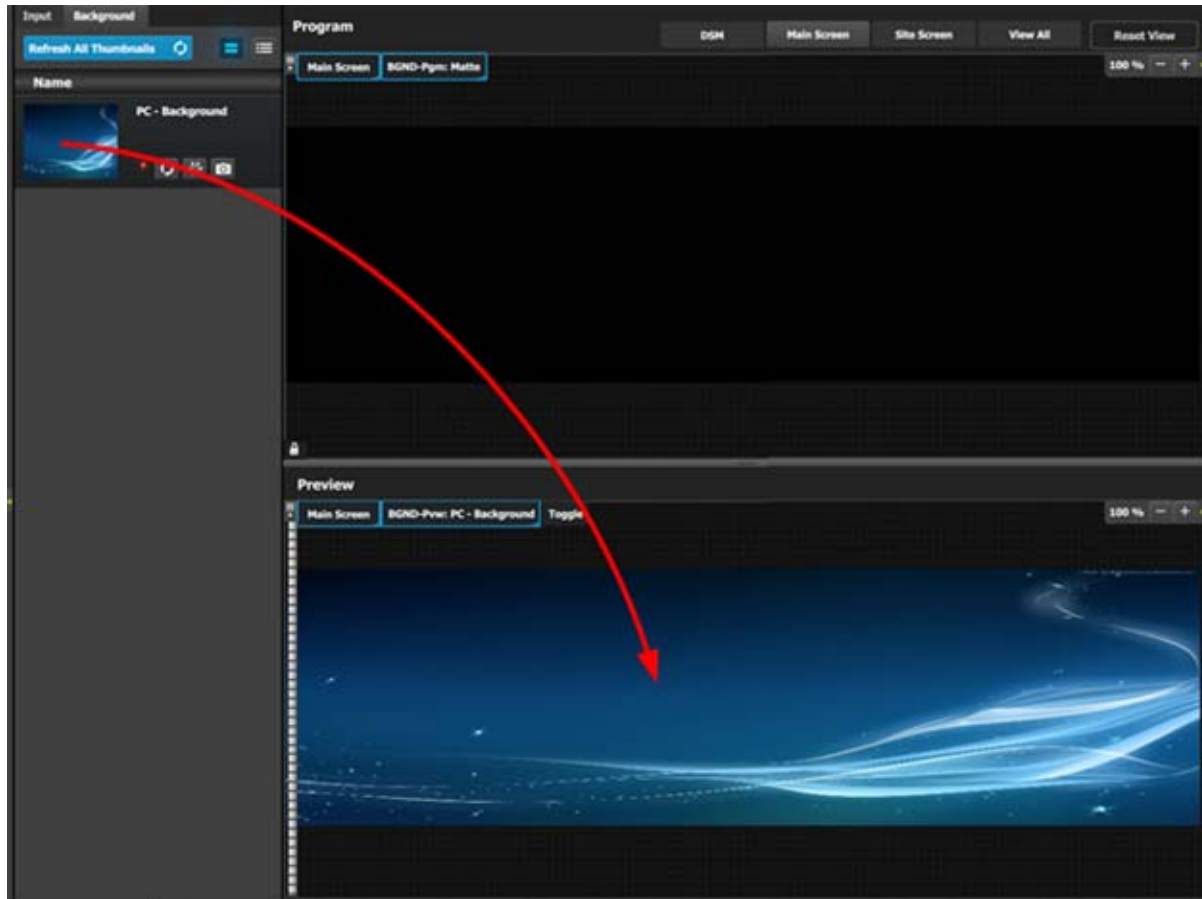 Input Background
Refresh All Thumbnails
Name
PC - Background
Program
DSM Main Screen Site Screen View All Reset View
Main Screen BGND-Pgm: Matte
100 % − +
Preview
Main Screen BGND-Pvw: PC - Background Toggle
100 % − +